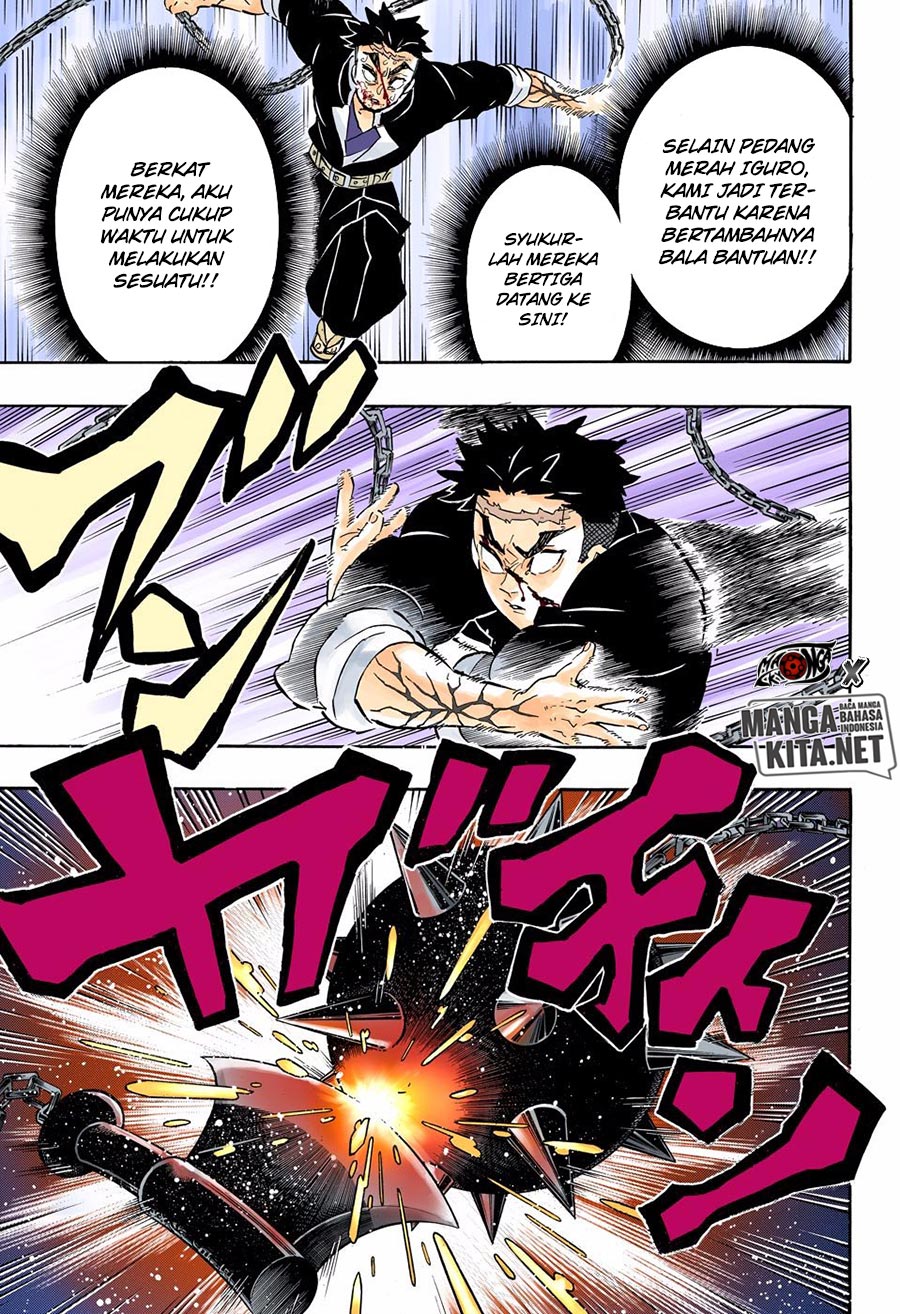 SELAIN PEDANG
MERAH IGURO,
KAMI JADI TER-
BANTU KARENA
BERTAMBAHNYA
BALA BANTUAN!!
SYUKUR-
LAH MEREKA
BERTIGA
DATANG KE
SINI!
BERKAT
MEREKA, AKU
PUNYA CUKUP
WAKTU UNTUK
MELAKUKAN
SESUATU!!
ブン
MANGA
KITA.NET
BACA MANGA
BAHASA
INDONESIA
X
ガチィン